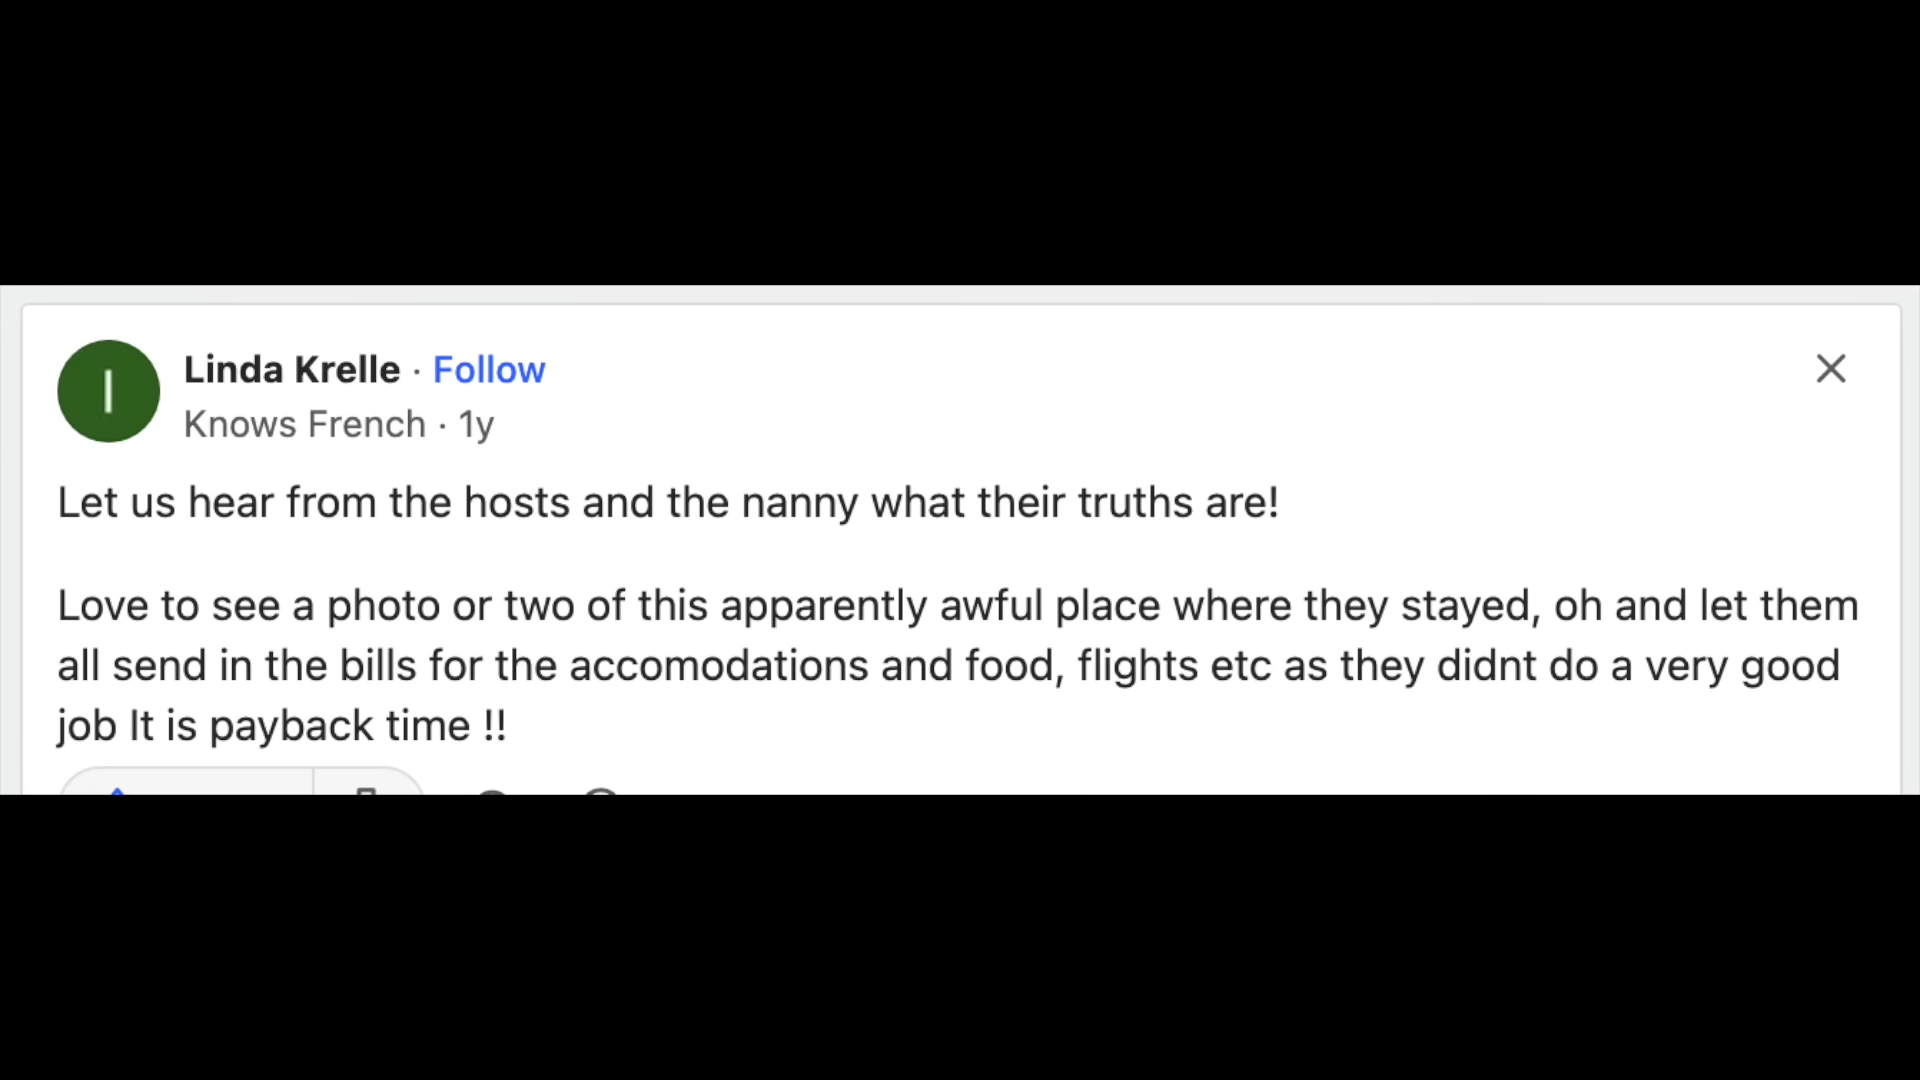 l
Linda Krelle · Follow
Knows French · 1y
Let us hear from the hosts and the nanny what their truths are!
Love to see a photo or two of this apparently awful place where they stayed, oh and let them
all send in the bills for the accomodations and food, flights etc as they didnt do a very good
job It is payback time !!